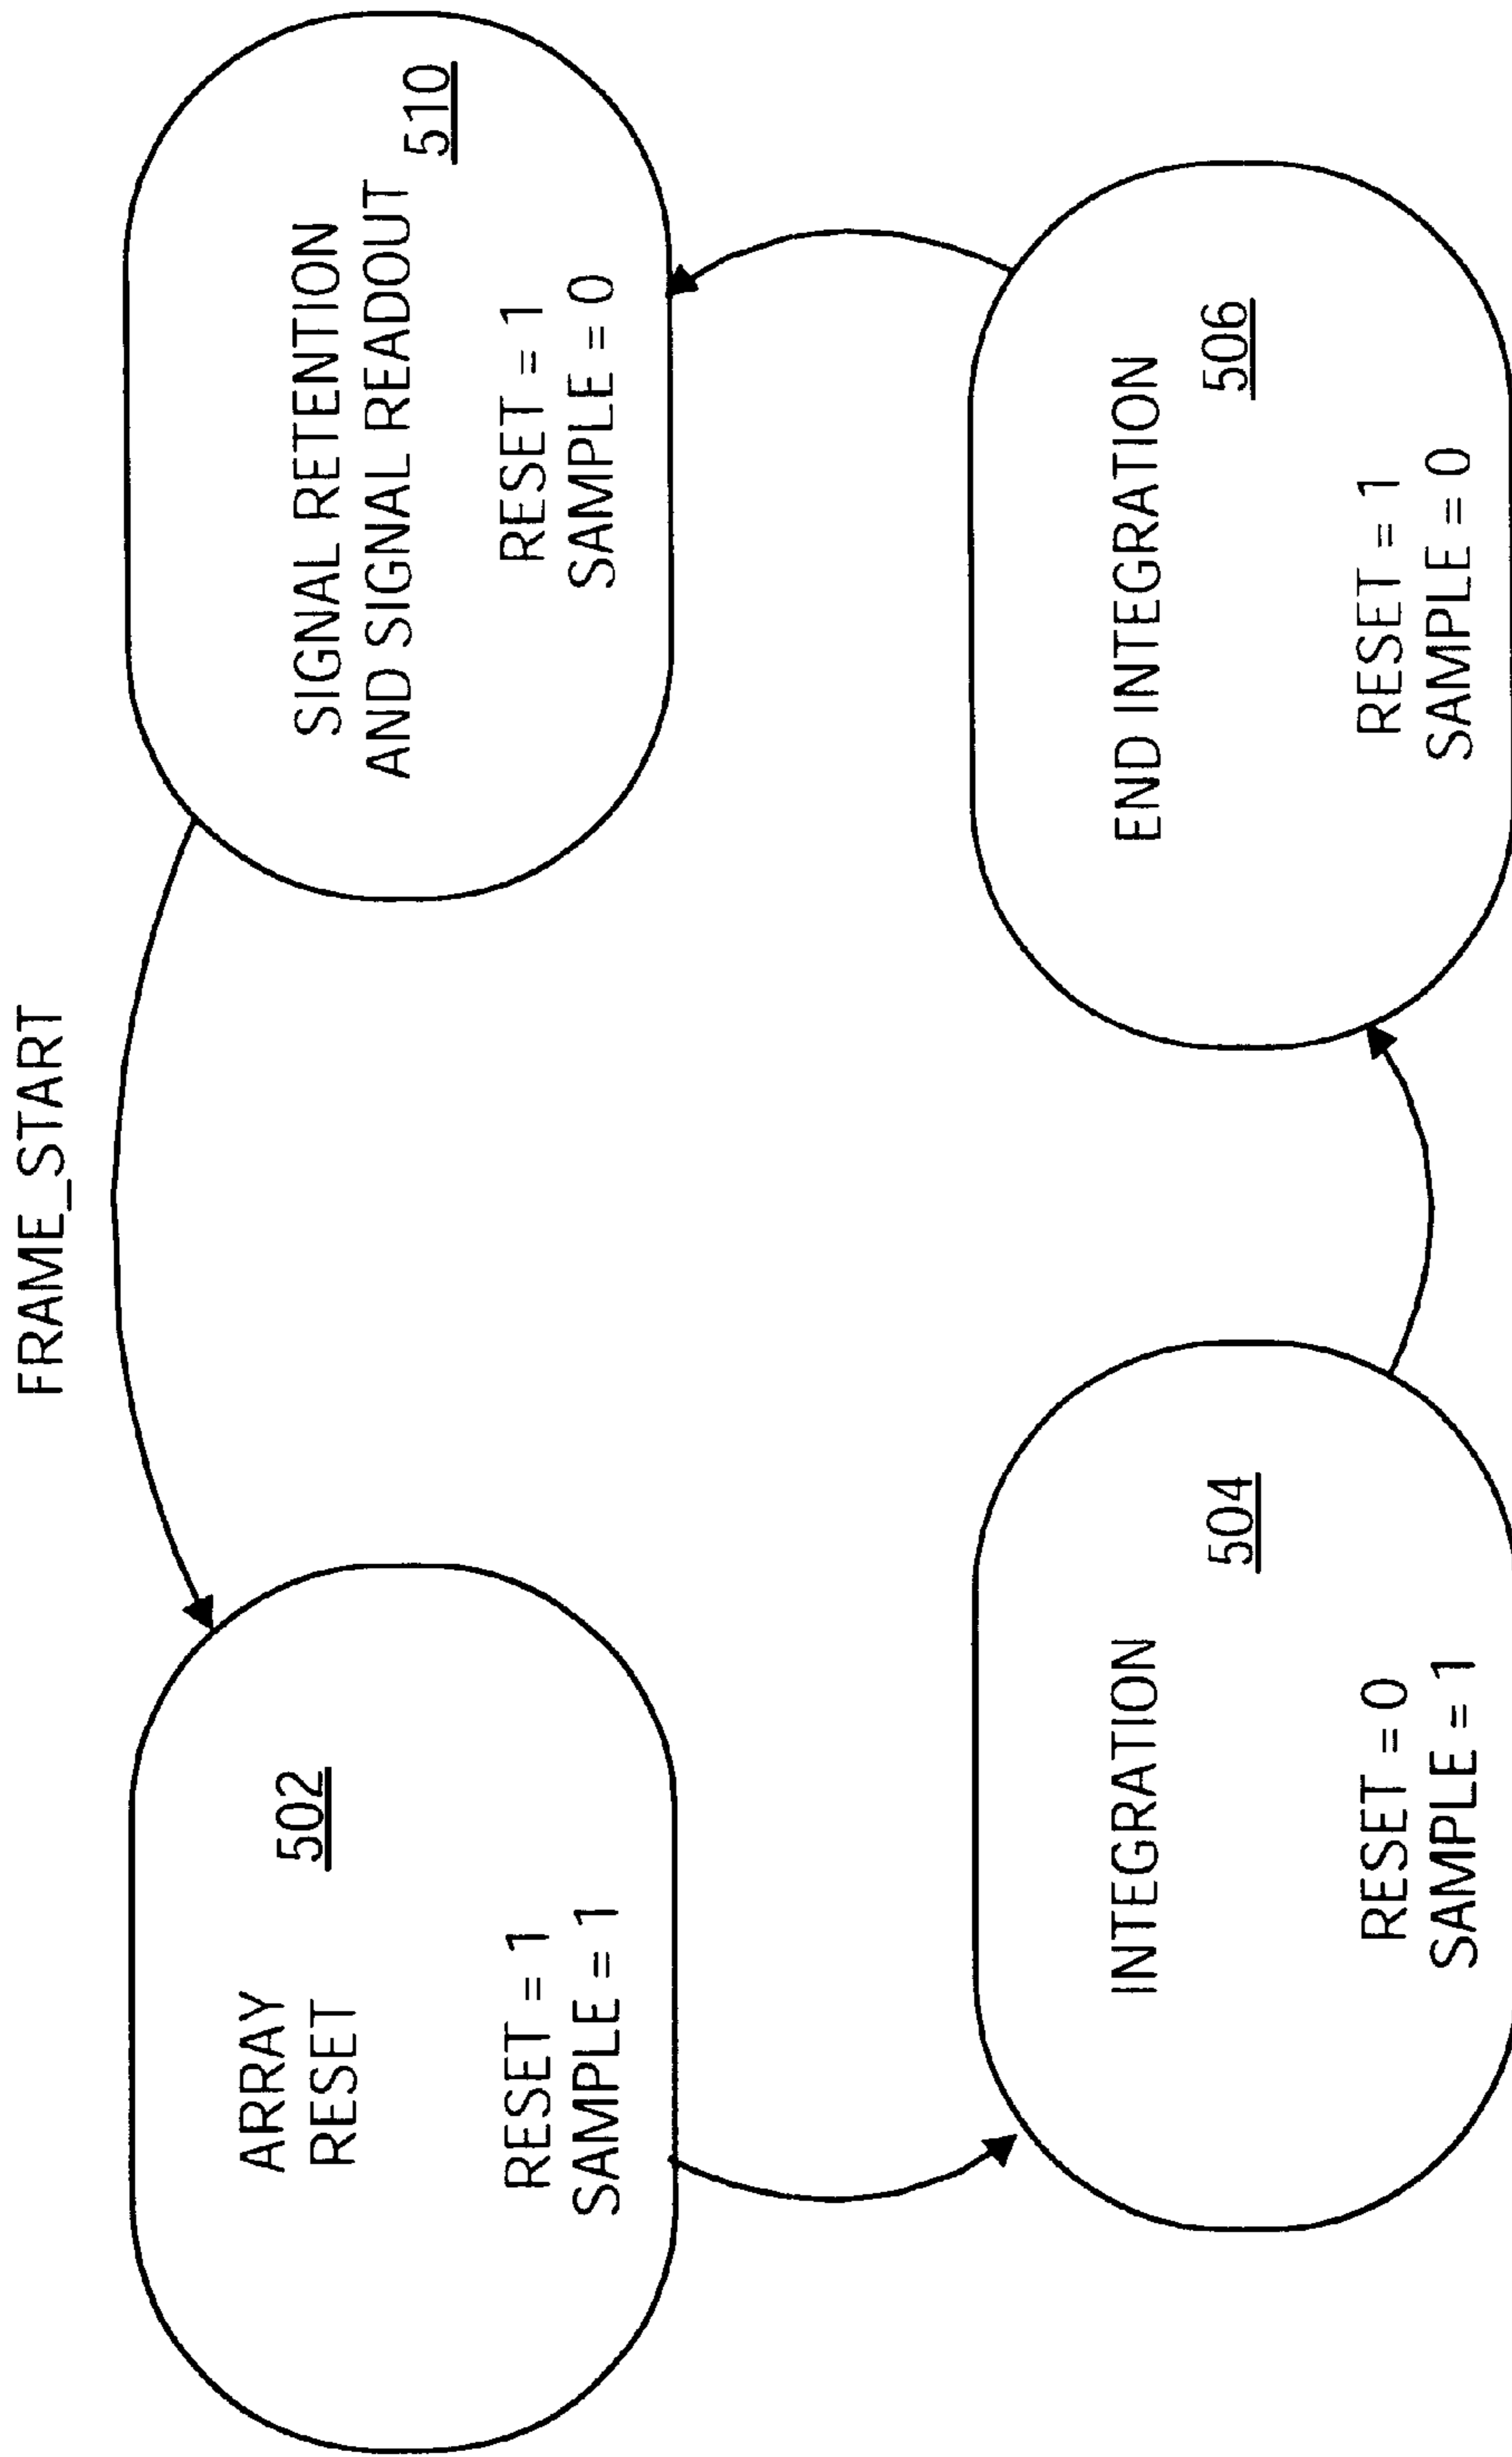 FRAME_START
ARRAY
RESET
502
RESET = 1
SAMPLE = 1
SIGNAL RETENTION
AND SIGNAL READOUT
510
RESET = 1
SAMPLE = 0
INTEGRATION
504
RESET = 0
SAMPLE = 1
END INTEGRATION
506
RESET = 1
SAMPLE = 0